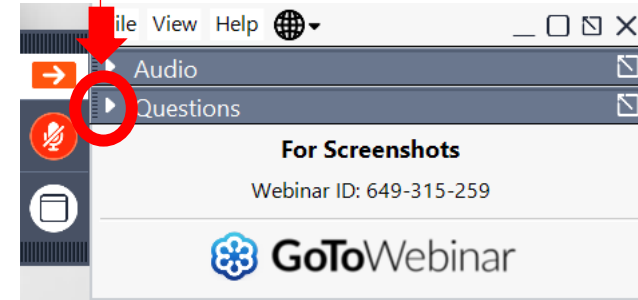 ile View Help
Audio
Questions
For Screenshots
Webinar ID: 649-315-259
GoToWebinar